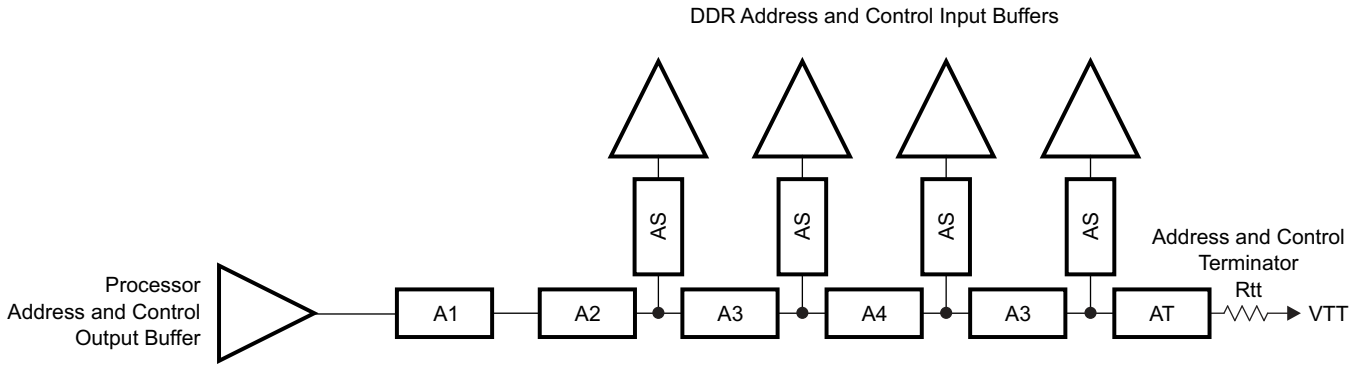 DDR Address and Control Input Buffers
AS
AS
AS
AS
Address and Control
Terminator
Rtt
Processor
Address and Control
Output Buffer
A1
A2
A3
A4
A3
AT
VTT